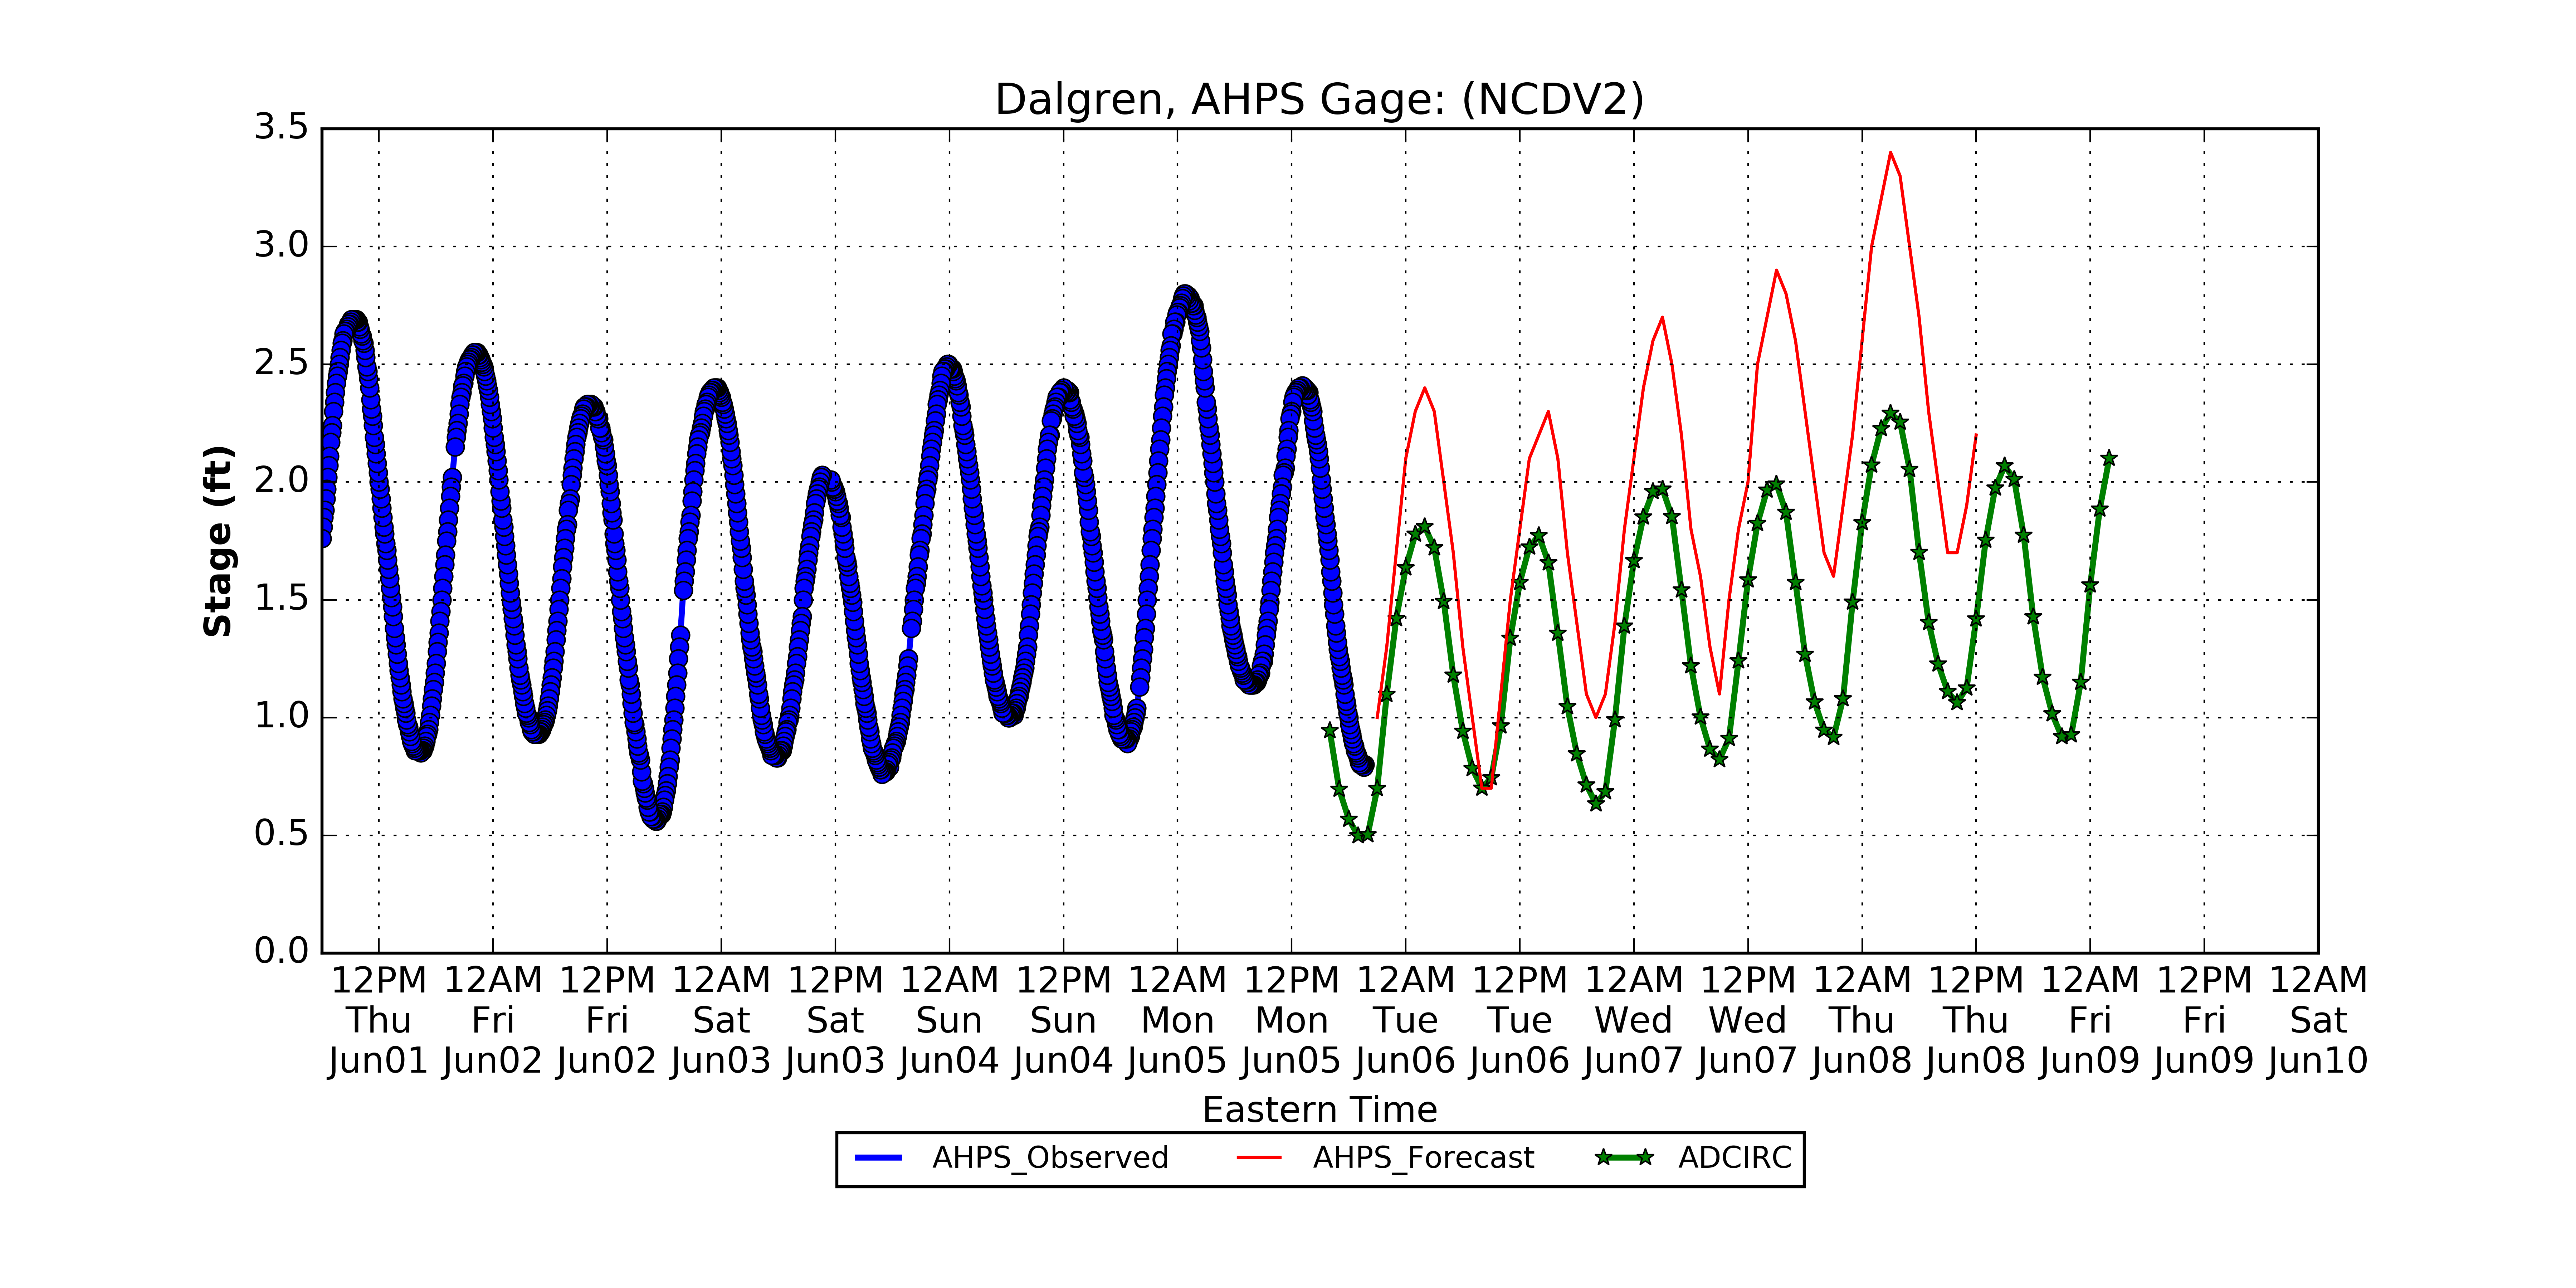 Dalgren, AHPS Gage: (NCDV2)
3.5
3.0
2.5
2.0
1.5
1.0
0.5
0.0
Stage (ft)
12PM 12AM 12PM 12AM 12PM 12AM 12PM 12AM 12PM 12AM 12PM 12AM 12PM 12AM 12PM 12AM 12PM 12AM
Thu Fri Fri Sat Sat Sun Sun Mon Mon Tue Tue Wed Wed Thu Thu Fri Fri Sat
Jun01 Jun02 Jun02 Jun03 Jun03 Jun04 Jun04 Jun05 Jun05 Jun06 Jun06 Jun07 Jun07 Jun08 Jun08 Jun09 Jun09 Jun10
Eastern Time
AHPS_Observed AHPS_Forecast ADCIRC